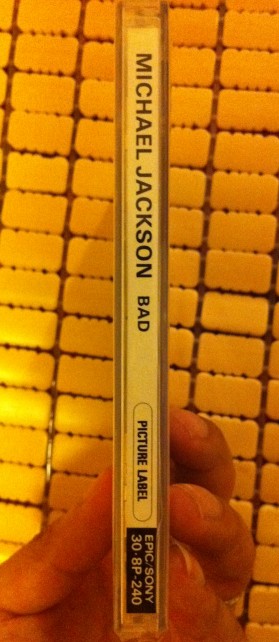 MICHAEL JACKSON BAD
PICTURE LABEL
EPIC/SONY
30·8P-240